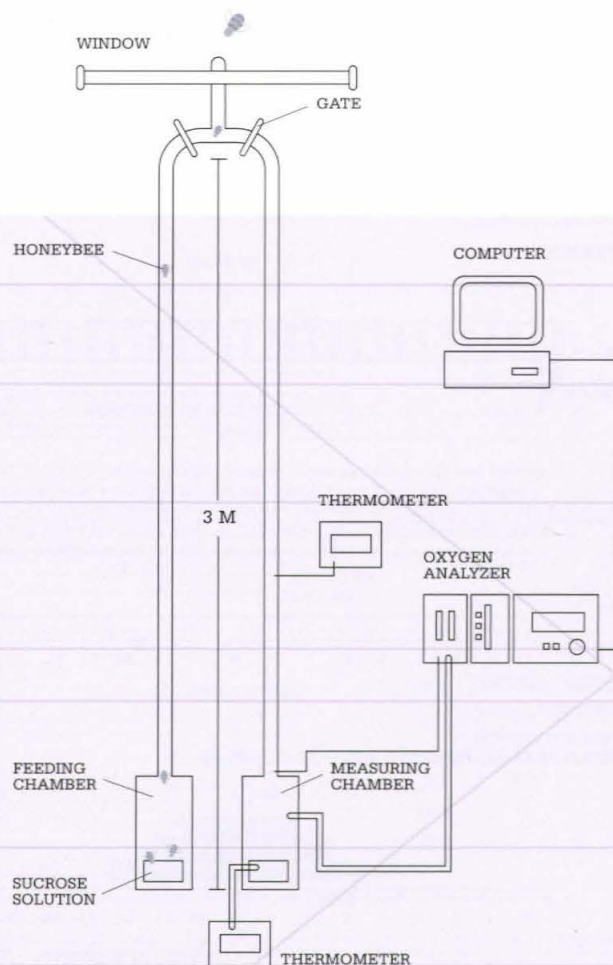 WINDOW
GATE
HONEYBEE
COMPUTER
3 M
THERMOMETER
OXYGEN
ANALYZER
FEEDING
CHAMBER
MEASURING
CHAMBER
SUCROSE
SOLUTION
THERMOMETER